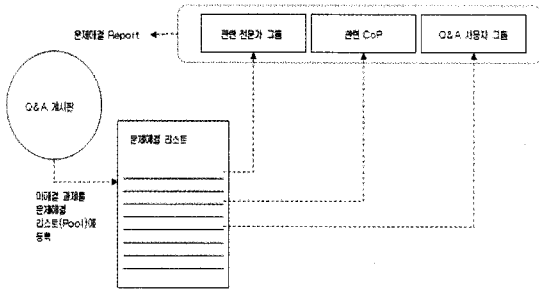 문제해결 Report
관련 전문가 그룹
관련 CoP
Q&A 사용자 그룹
Q&A 게시판
문제해결 리스트
미해결 과제를
문제해결
리스트(Pool)에
등록